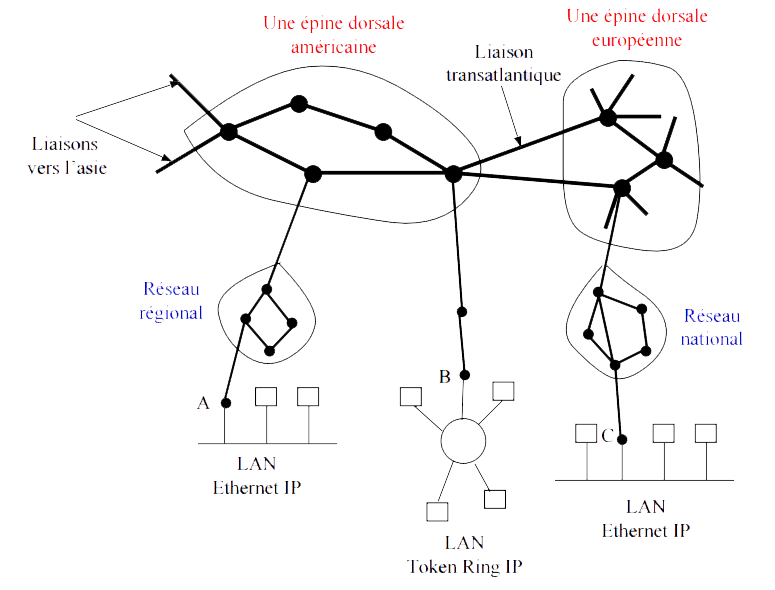 Une épine dorsale
américaine
Une épine dorsale
européenne
Liaison
transatlantique
Liaisons
vers l'asie
Réseau
régional
Réseau
national
A
B
C
LAN
Ethernet IP
LAN
Token Ring IP
LAN
Ethernet IP